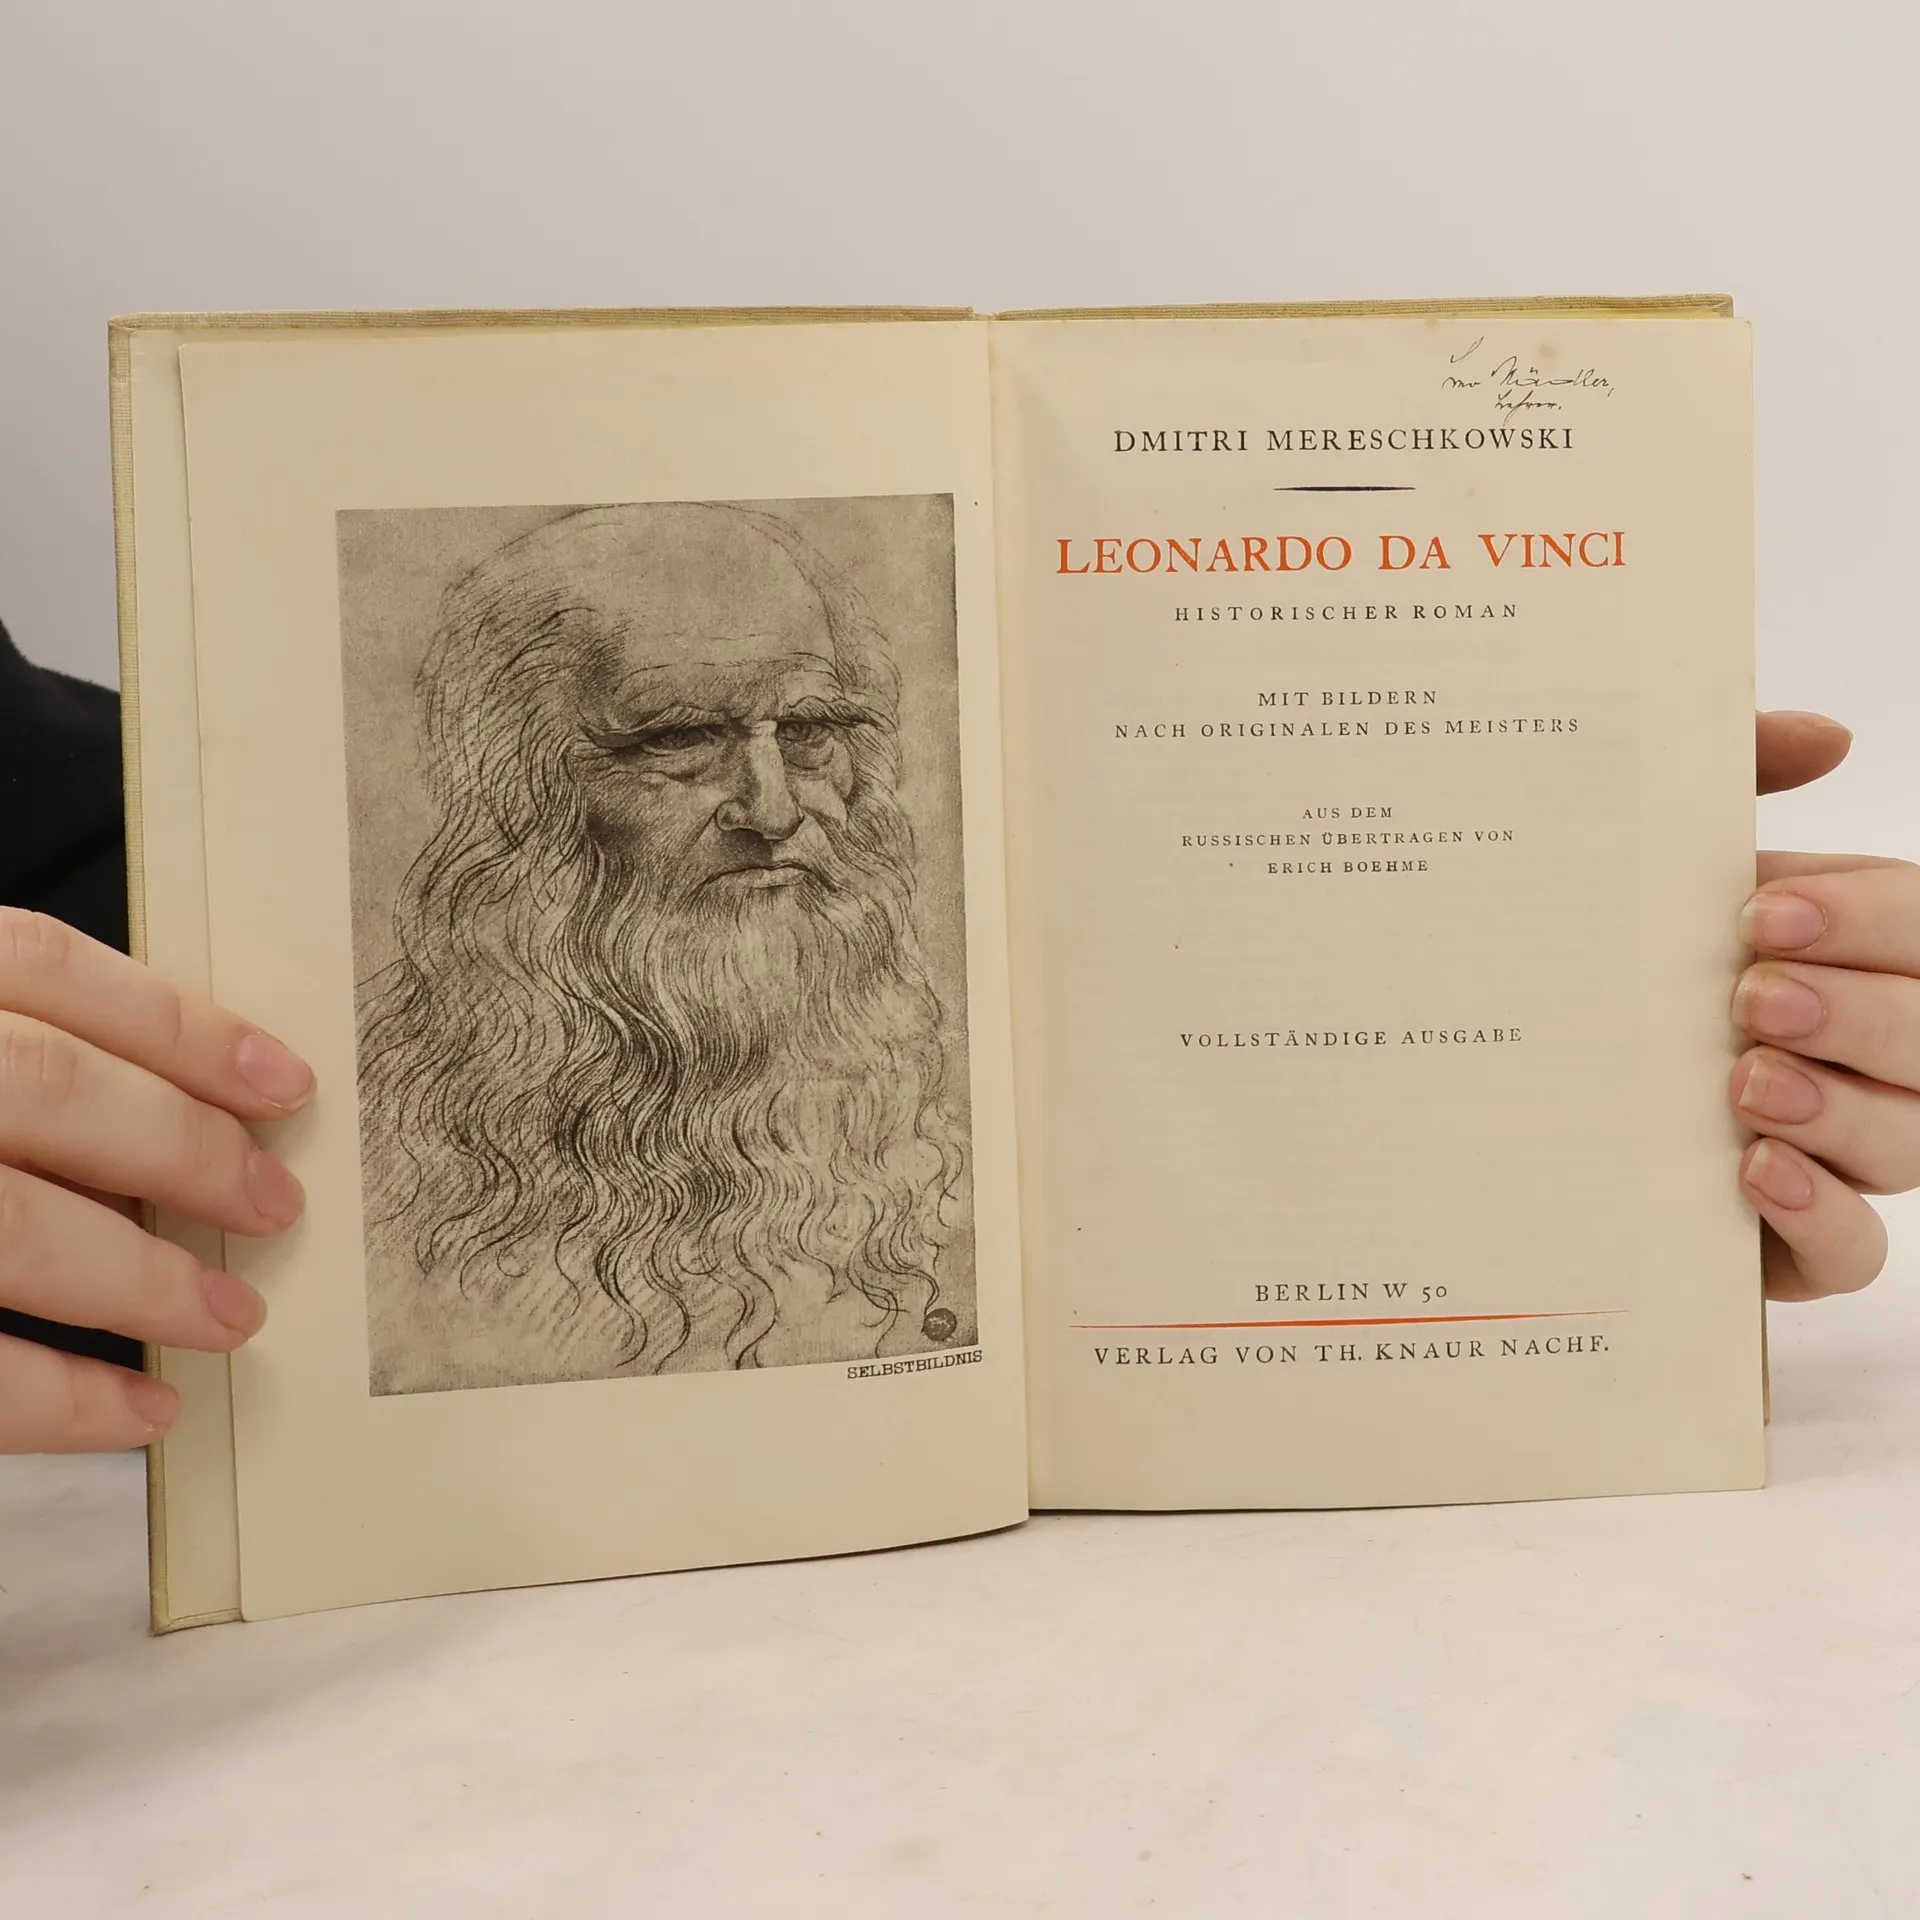 SELBSTBILDNIS
Lehrer.
DMITRI MERESCHKOWSKI
LEONARDO DA VINCI
HISTORISCHER ROMAN
MIT BILDERN
NACH ORIGINALEN DES MEISTERS
AUS DEM
RUSSISCHEN ÜBERTRAGEN VON
ERICH BOEHME
VOLLSTÄNDIGE AUSGABE
BERLIN W 50
VERLAG VON TH. KNAUR NACHF.